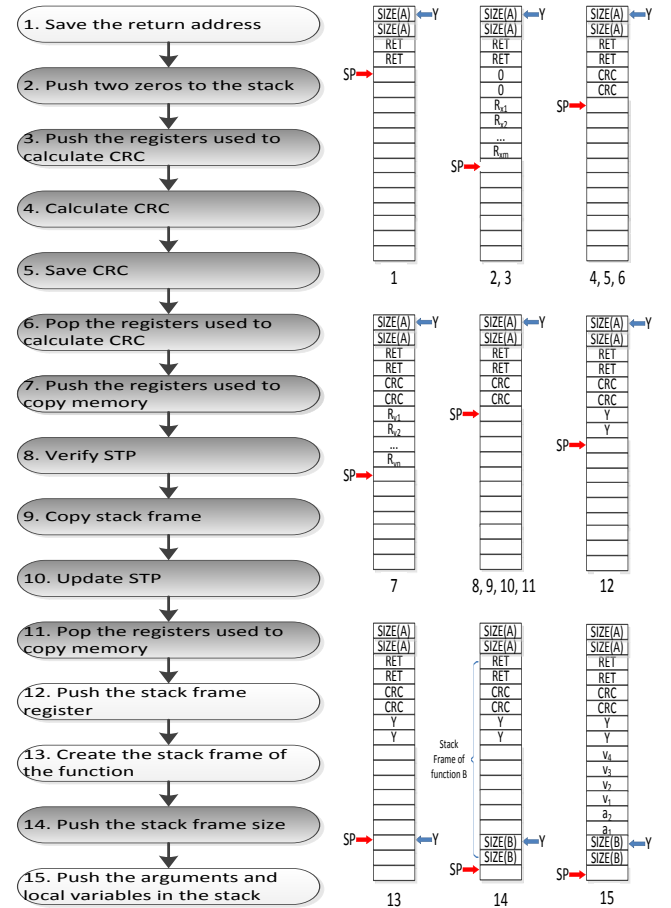 1. Save the return address
2. Push two zeros to the stack
3. Push the registers used to
calculate CRC
4. Calculate CRC
5. Save CRC
6. Pop the registers used to
calculate CRC
7. Push the registers used to
copy memory
8. Verify STP
9. Copy stack frame
10. Update STP
11. Pop the registers used to
copy memory
12. Push the stack frame
register
13. Create the stack frame of
the function
14. Push the stack frame size
15. Push the arguments and
local variables in the stack
SIZE(A) Y
SIZE(A)
RET
RET
SP
1
SIZE(A) Y
SIZE(A)
RET
RET
0
0
Rx1
Rx2
...
Rxm
SP
2, 3
SIZE(A) Y
SIZE(A)
RET
RET
CRC
CRC
SP
4, 5, 6
SIZE(A) Y
SIZE(A)
RET
RET
CRC
CRC
Ry1
Ry2
...
Ryn
SP
7
SIZE(A) Y
SIZE(A)
RET
RET
CRC
CRC
SP
8, 9, 10, 11
SIZE(A) Y
SIZE(A)
RET
RET
CRC
CRC
Y
Y
SP
12
SIZE(A)
SIZE(A)
RET
RET
CRC
CRC
Y
Y
SP Y
13
SIZE(A)
SIZE(A)
RET
RET
CRC
CRC
Y
Y
Stack
Frame of
function B
SIZE(B) Y
SIZE(B)
SP
14
SIZE(A)
SIZE(A)
RET
RET
CRC
CRC
Y
Y
v4
v3
v2
v1
a2
a1
SIZE(B) Y
SIZE(B)
SP
15